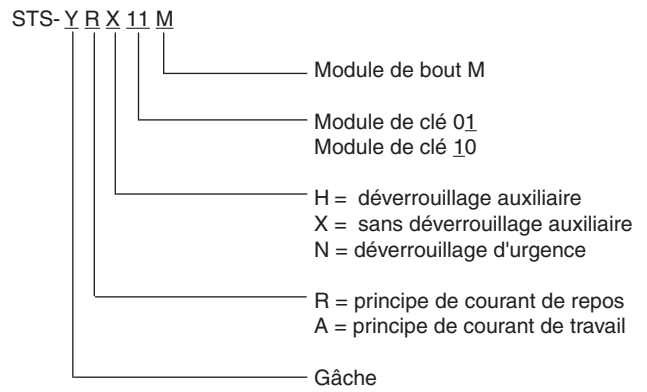 STS- Y R X 11 M
Module de bout M
Module de clé 01
Module de clé 10
H = déverrouillage auxiliaire
X = sans déverrouillage auxiliaire
N = déverrouillage d'urgence
R = principe de courant de repos
A = principe de courant de travail
Gâche